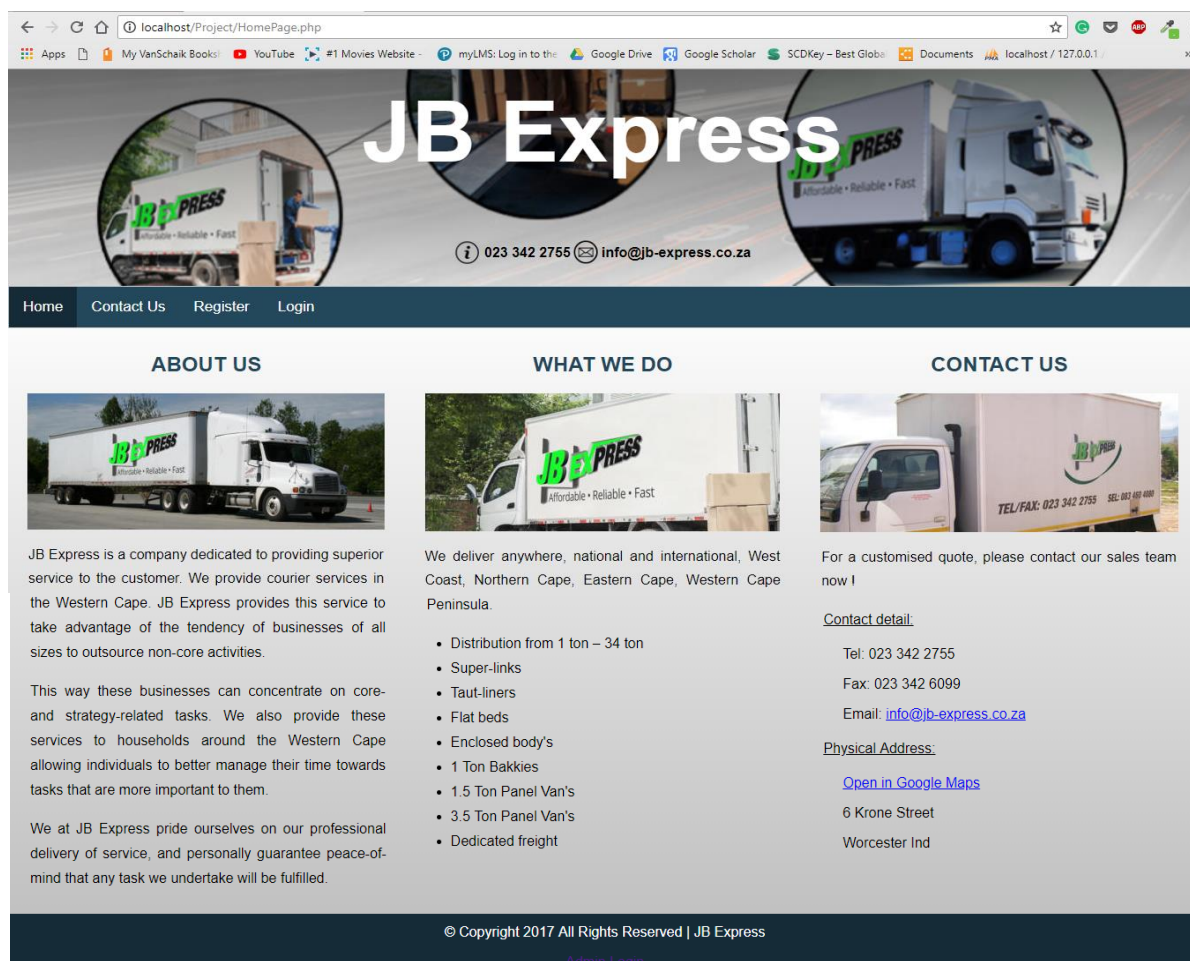 localhost/Project/HomePage.php
Apps
My VanSchaik Books
YouTube
#1 Movies Website -
myLMS: Log in to the
Google Drive
Google Scholar
SCDKey – Best Globa
Documents
localhost / 127.0.0.1 /
»
ABP
JB Express
JB EXPRESS
Affordable • Reliable • Fast
JB EXPRESS
Affordable • Reliable • Fast
i 023 342 2755 info@jb-express.co.za
Home Contact Us Register Login
ABOUT US
JB EXPRESS
Affordable • Reliable • Fast
JB Express is a company dedicated to providing superior
service to the customer. We provide courier services in
the Western Cape. JB Express provides this service to
take advantage of the tendency of businesses of all
sizes to outsource non-core activities.
This way these businesses can concentrate on core-
and strategy-related tasks. We also provide these
services to households around the Western Cape
allowing individuals to better manage their time towards
tasks that are more important to them.
We at JB Express pride ourselves on our professional
delivery of service, and personally guarantee peace-of-
mind that any task we undertake will be fulfilled.
WHAT WE DO
JB EXPRESS
Affordable • Reliable • Fast
We deliver anywhere, national and international, West
Coast, Northern Cape, Eastern Cape, Western Cape
Peninsula.
• Distribution from 1 ton – 34 ton
• Super-links
• Taut-liners
• Flat beds
• Enclosed body's
• 1 Ton Bakkies
• 1.5 Ton Panel Van's
• 3.5 Ton Panel Van's
• Dedicated freight
CONTACT US
JB EXPRESS
TEL/FAX: 023 342 2755 SEL:
For a customised quote, please contact our sales team
now !
Contact detail:
Tel: 023 342 2755
Fax: 023 342 6099
Email: info@jb-express.co.za
Physical Address:
Open in Google Maps
6 Krone Street
Worcester Ind
© Copyright 2017 All Rights Reserved | JB Express